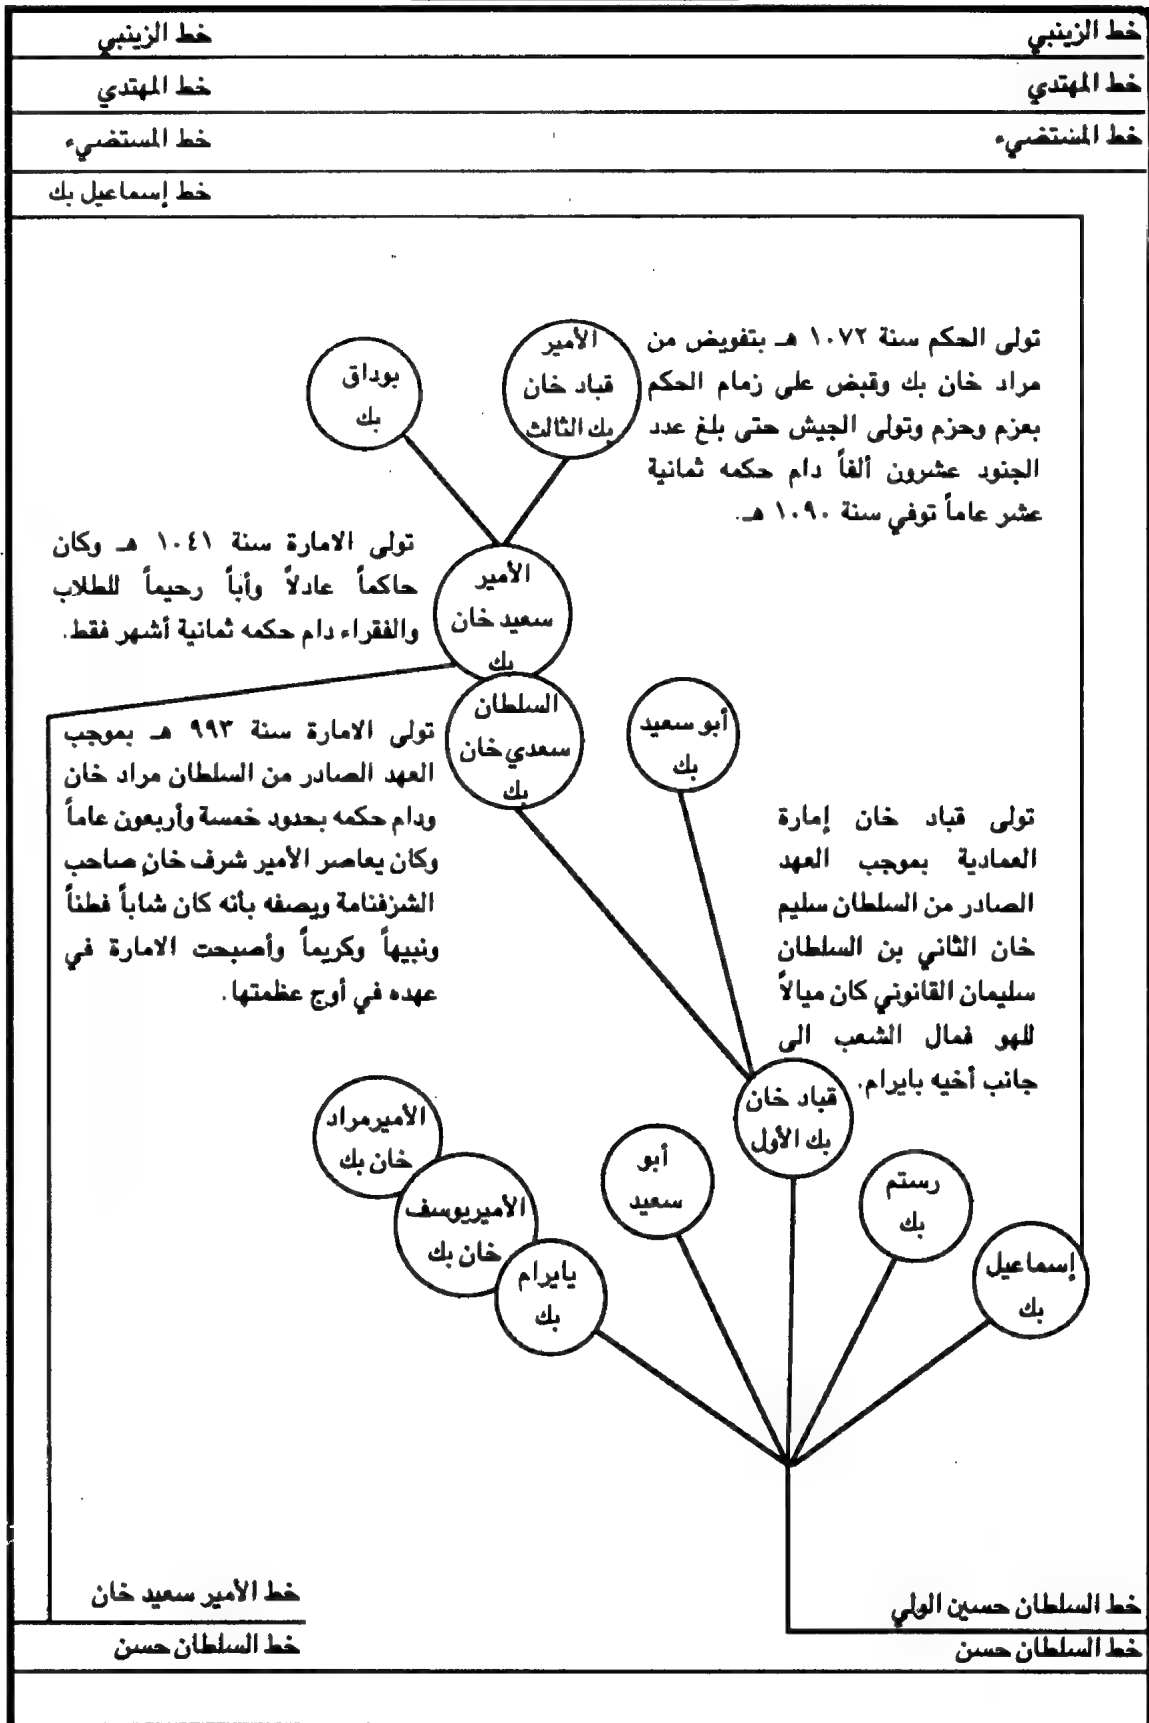 خط الزينبي
خط الزينبي
خط المهتدي
خط المهتدي
خط المستضيء
خط المستضيء
خط إسماعيل بك
تولى الحكم سنة ١٠٧٢ هـ بتفويض من
مراد خان بك وقبض على زمام الحكم
بعزم وحزم وتولى الجيش حتى بلغ عدد
الجنود عشرون ألفاً دام حكمه ثمانية
عشر عاماً توفي سنة ١٠٩٠ هـ.
الأمير
قباد خان
بك الثالث
بوداق
بك
تولى الامارة سنة ١٠٤١ هـ وكان
حاكماً عادلاً وأباً رحيماً للطلاب
والفقراء دام حكمه ثمانية أشهر فقط.
الأمير
سعيد خان
بك
السلطان
سعدي خان
بك
أبو سعيد
بك
تولى الامارة سنة ٩٩٣ هـ بموجب
العهد الصادر من السلطان مراد خان
ودام حكمه بحدود خمسة وأربعون عاماً
وكان يعاصر الأمير شرف خان صاحب
الشزفنامة ويصفه بأنه كان شاباً فطناً
ونبيهاً وكريماً وأصبحت الامارة في
عهده في أوج عظمتها.
تولى قباد خان إمارة
العمادية بموجب العهد
الصادر من السلطان سليم
خان الثاني بن السلطان
سليمان القانوني كان ميالاً
للهو فمال الشعب الى
جانب أخيه بايرام.
قباد خان
بك الأول
الأمير مراد
خان بك
الأمير يوسف
خان بك
يايرام
بك
أبو
سعيد
رستم
بك
إسماعيل
بك
خط السلطان حسين الولي
خط الأمير سعيد خان
خط السلطان حسن
خط السلطان حسن